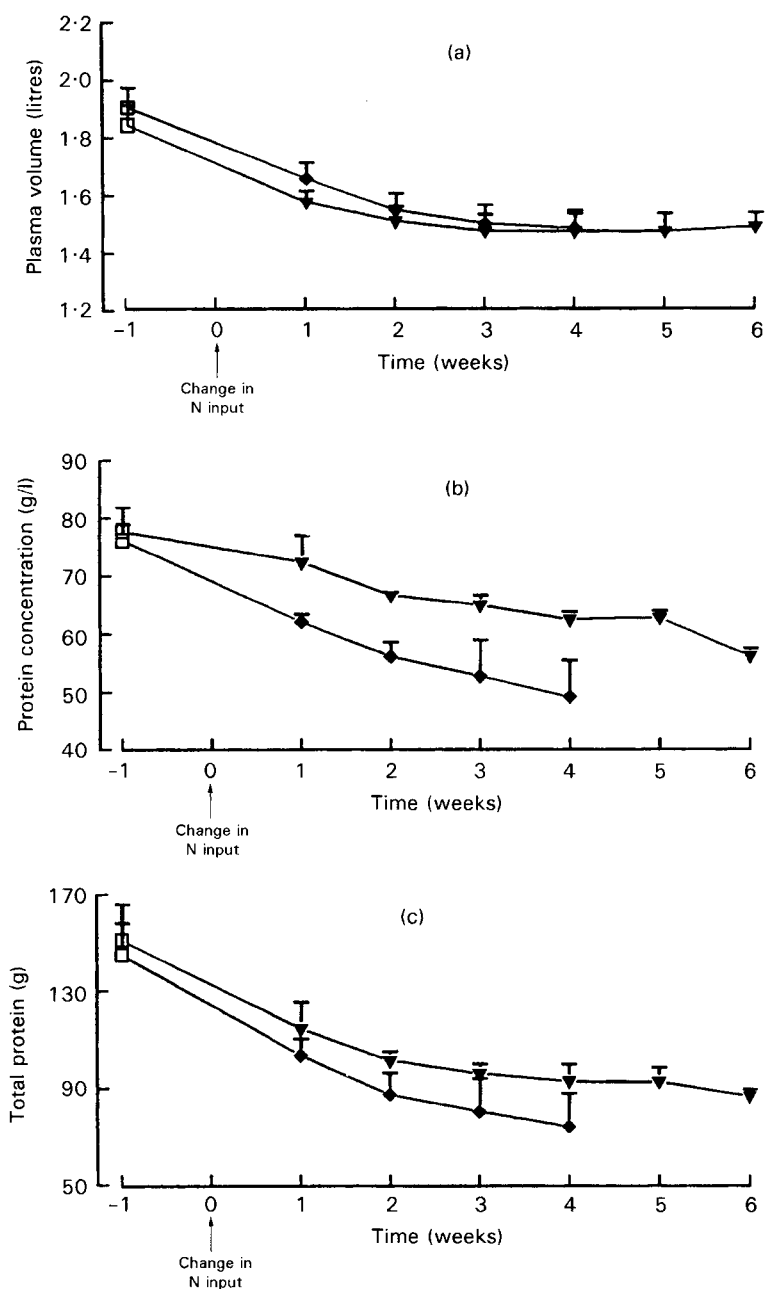 (a)
Plasma volume (litres)
2·2
2·0
1·8
1·6
1·4
1·2
−1 0 1 2 3 4 5 6
Time (weeks)
Change in
N input
(b)
Protein concentration (g/l)
90
80
70
60
50
40
−1 0 1 2 3 4 5 6
Time (weeks)
Change in
N input
(c)
Total protein (g)
170
130
90
50
−1 0 1 2 3 4 5 6
Time (weeks)
Change in
N input